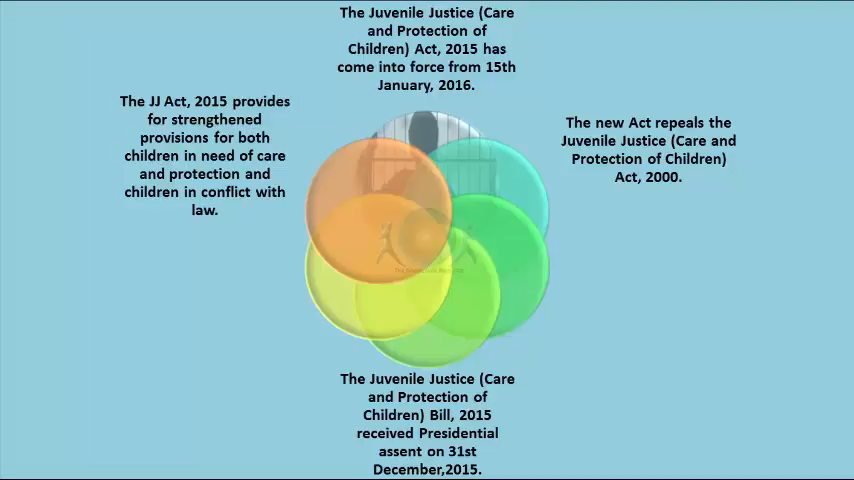 The Juvenile Justice (Care
and Protection of
Children) Act, 2015 has
come into force from 15th
January, 2016.
The JJ Act, 2015 provides
for strengthened
provisions for both
children in need of care
and protection and
children in conflict with
law.
The new Act repeals the
Juvenile Justice (Care and
Protection of Children)
Act, 2000.
The Juvenile Justice (Care
and Protection of
Children) Bill, 2015
received Presidential
assent on 31st
December,2015.